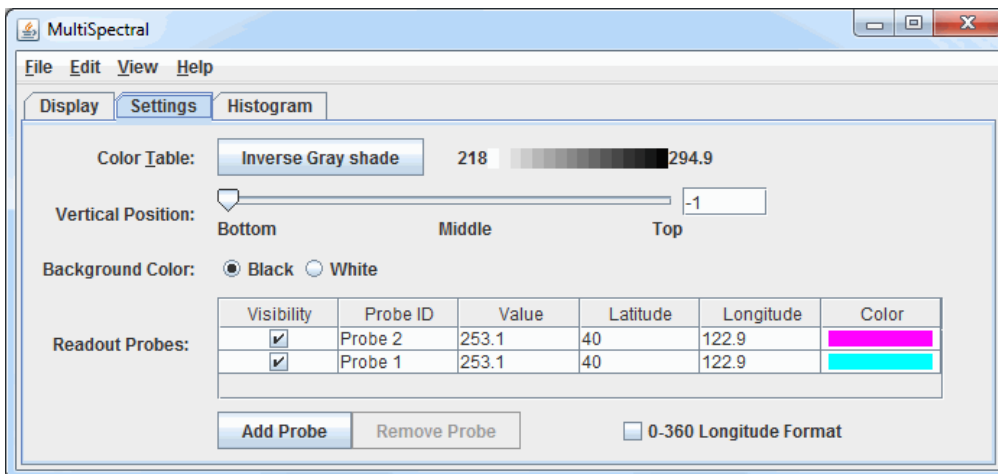 MultiSpectral
File Edit View Help
Display Settings Histogram
Color Table: Inverse Gray shade 218 294.9
Vertical Position: -1
Bottom Middle Top
Background Color: Black White
Readout Probes:
Visibility Probe ID Value Latitude Longitude Color
Probe 2 253.1 40 122.9
Probe 1 253.1 40 122.9
Add Probe Remove Probe 0-360 Longitude Format